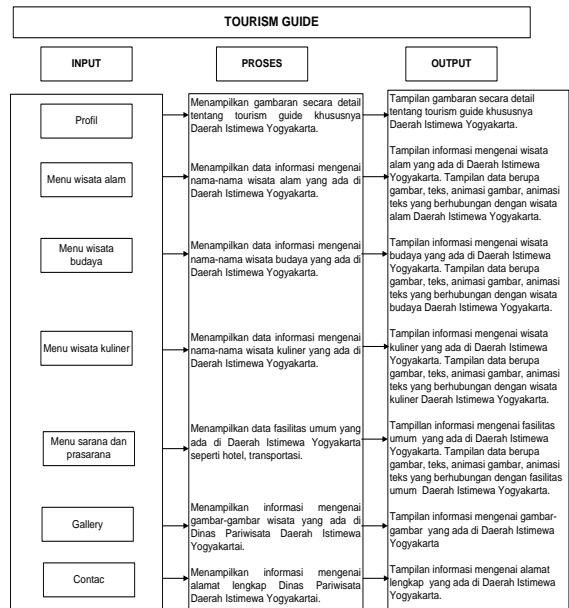 TOURISM GUIDE
INPUT
PROSES
OUTPUT
Profil
Menampilkan gambaran secara detail
tentang tourism guide khususnya
Daerah Istimewa Yogyakarta.
Tampilan gambaran secara detail
tentang tourism guide khususnya
Daerah Istimewa Yogyakarta.
Menu wisata alam
Menampilkan data informasi mengenai
nama-nama wisata alam yang ada di
Daerah Istimewa Yogyakarta.
Tampilan informasi mengenai wisata
alam yang ada di Daerah Istimewa
Yogyakarta. Tampilan data berupa
gambar, teks, animasi gambar, animasi
teks yang berhubungan dengan wisata
alam Daerah Istimewa Yogyakarta.
Menu wisata
budaya
Menampilkan data informasi mengenai
nama-nama wisata budaya yang ada di
Daerah Istimewa Yogyakarta.
Tampilan informasi mengenai wisata
budaya yang ada di Daerah Istimewa
Yogyakarta. Tampilan data berupa
gambar, teks, animasi gambar, animasi
teks yang berhubungan dengan wisata
budaya Daerah Istimewa Yogyakarta.
Menu wisata kuliner
Menampilkan data informasi mengenai
nama-nama wisata kuliner yang ada di
Daerah Istimewa Yogyakarta.
Tampilan informasi mengenai wisata
kuliner yang ada di Daerah Istimewa
Yogyakarta. Tampilan data berupa
gambar, teks, animasi gambar, animasi
teks yang berhubungan dengan wisata
kuliner Daerah Istimewa Yogyakarta.
Menu sarana dan
prasarana
Menampilkan data fasilitas umum yang
ada di Daerah Istimewa Yogyakarta
seperti hotel, transportasi.
Tampillan informasi mengenai fasilitas
umum yang ada di Daerah Istimewa
Yogyakarta. Tampilan data berupa
gambar, teks, animasi gambar, animasi
teks yang berhubungan dengan fasilitas
umum Daerah Istimewa Yogyakarta.
Gallery
Menampilkan informasi mengenai
gambar-gambar wisata yang ada di
Dinas Pariwisata Daerah Istimewa
Yogyakartai.
Tampilan informasi mengenai gambar-
gambar yang ada di Daerah Istimewa
Yogyakarta
Contac
Menampilkan informasi mengenai
alamat lengkap Dinas Pariwisata
Daerah Istimewa Yogyakartai.
Tampilan informasi mengenai alamat
lengkap yang ada di Daerah Istimewa
Yogyakarta.